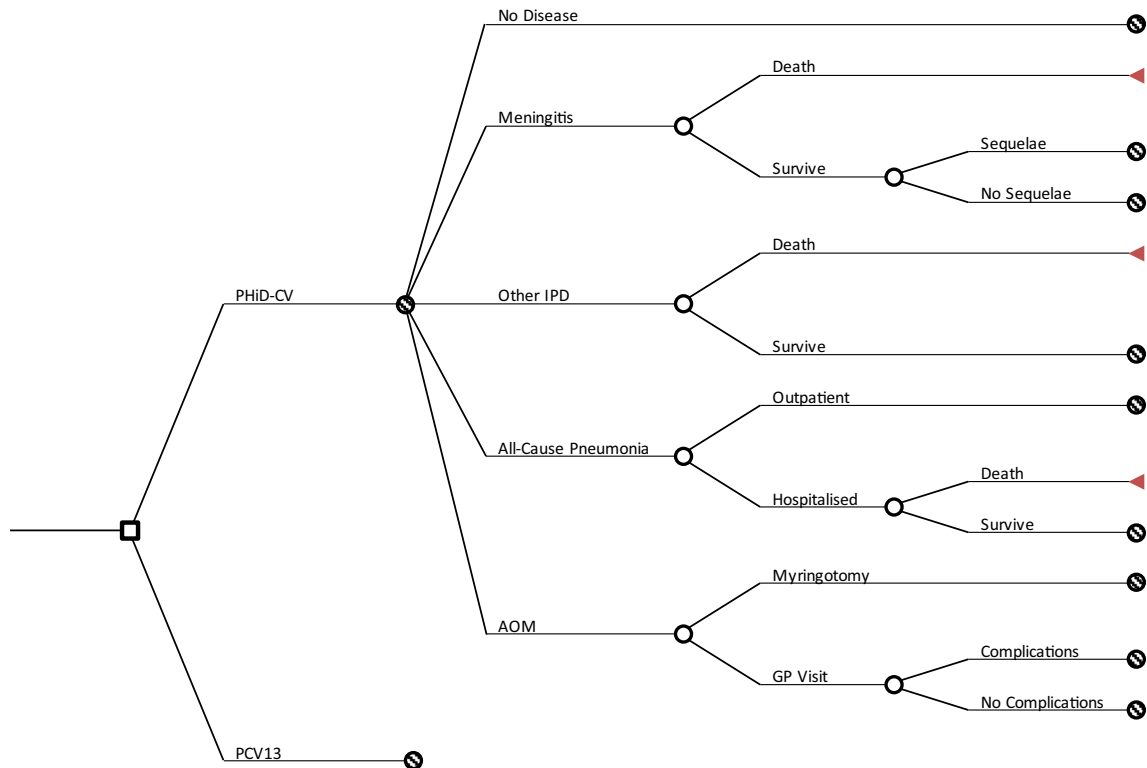 No Disease
Death
Meningitis
Sequelae
Survive
No Sequelae
Death
PHiD-CV
Other IPD
Survive
Outpatient
All-Cause Pneumonia
Death
Hospitalised
Survive
Myringotomy
AOM
Complications
GP Visit
No Complications
PCV13